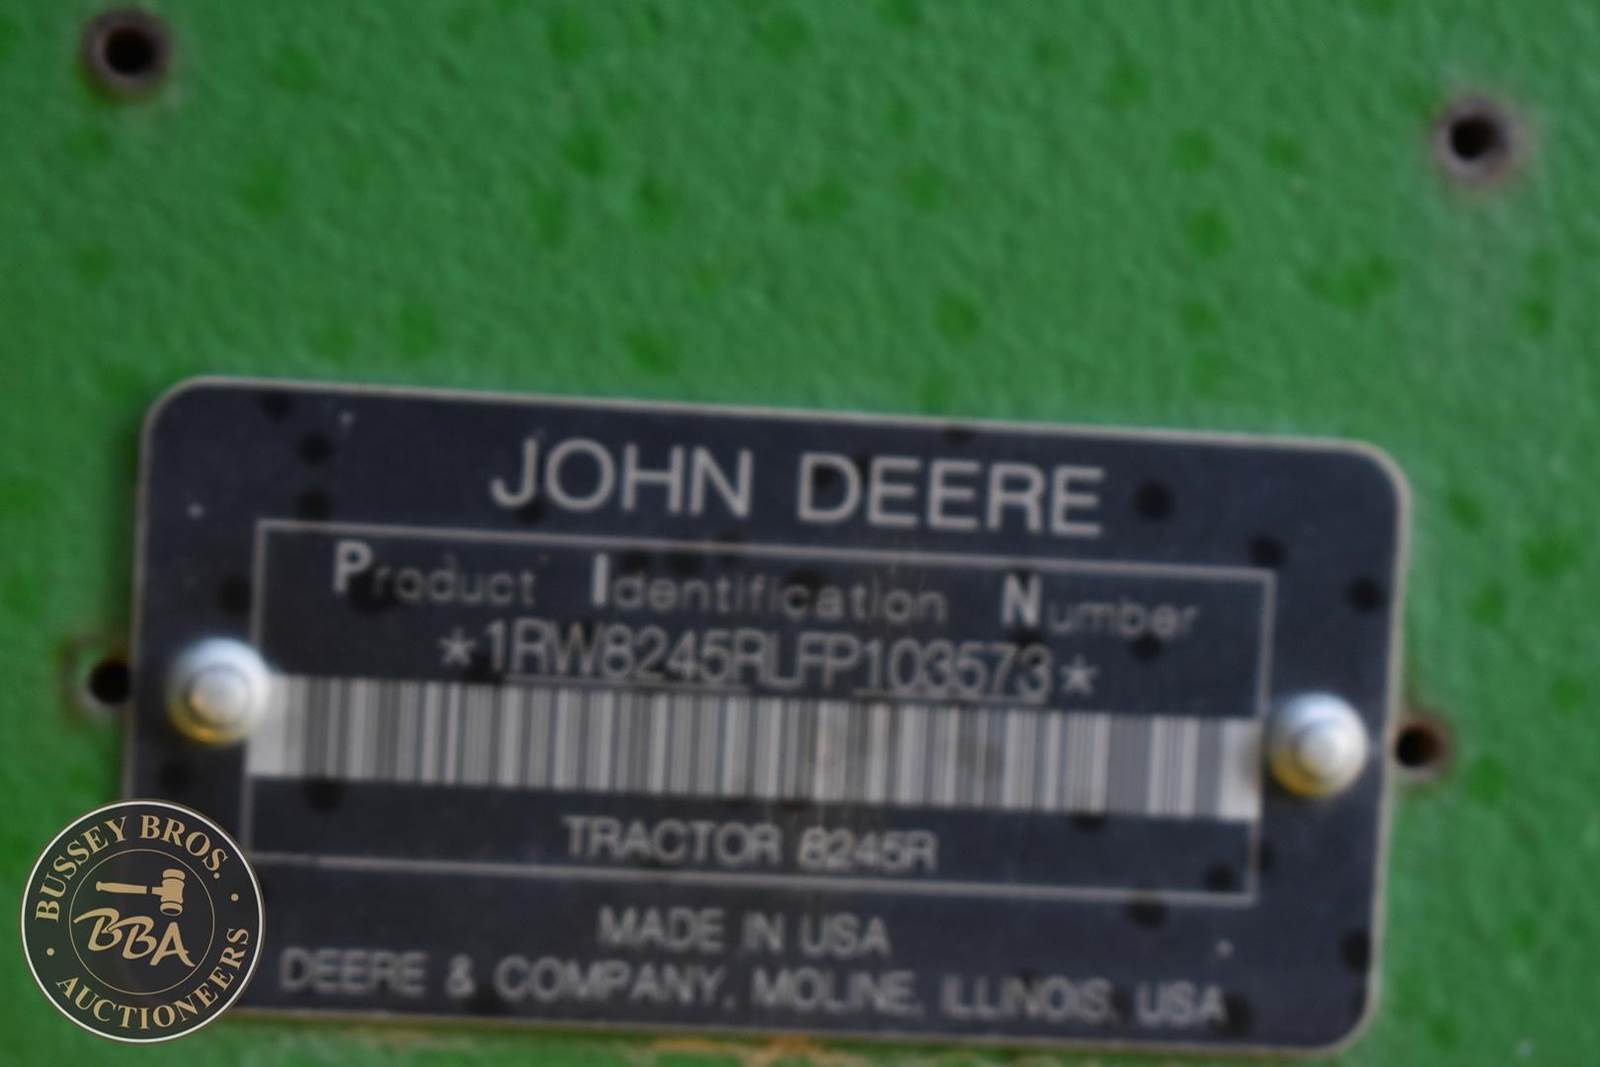 JOHN DEERE
Product Identification Number
*1RW8245RLFP103573*
TRACTOR 8245R
MADE IN USA
DEERE & COMPANY, MOLINE, ILLINOIS, USA
BUSSEY BROS.
BBA
AUCTIONEERS